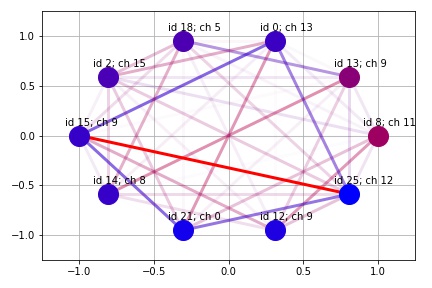 id 18; ch 5
id 0; ch 13
id 2; ch 15
id 13; ch 9
id 15; ch 9
id 8; ch 11
id 14; ch 8
id 25; ch 12
id 21; ch 0
id 12; ch 9
1.0
0.5
0.0
−0.5
−1.0
−1.0
−0.5
0.0
0.5
1.0